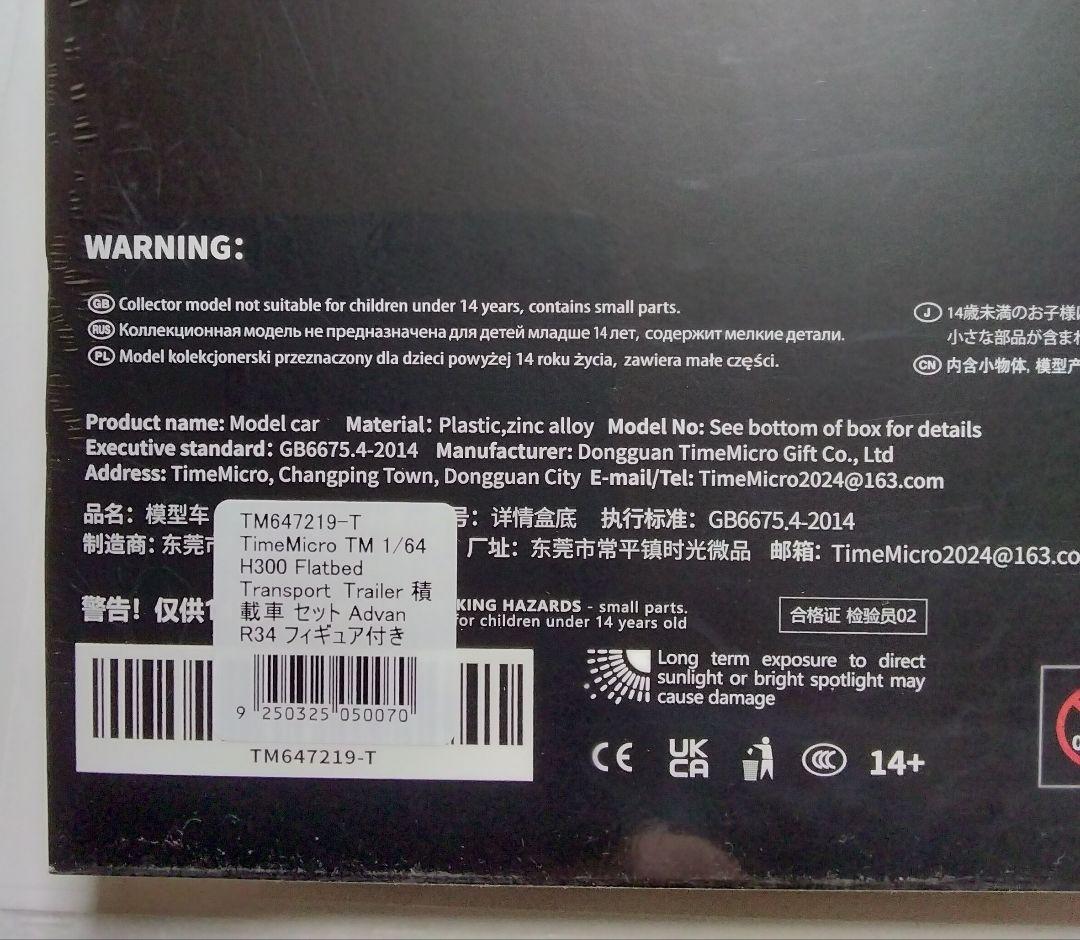 WARNING:
GB Collector model not suitable for children under 14 years, contains small parts.
RUS Коллекционная модель не предназначена для детей младше 14 лет, содержит мелкие детали.
PL Model kolekcjonerski przeznaczony dla dzieci powyżej 14 roku życia, zawiera małe części.
J 14歳未満のお子様に
小さな部品が含まれ
CN 内含小物体, 模型产
Product name: Model car Material: Plastic,zinc alloy Model No: See bottom of box for details
Executive standard: GB6675.4-2014 Manufacturer: Dongguan TimeMicro Gift Co., Ltd
Address: TimeMicro, Changping Town, Dongguan City E-mail/Tel: TimeMicro2024@163.com
品名: 模型车 号: 详情盒底 执行标准: GB6675.4-2014
制造商: 东莞市 厂址: 东莞市常平镇时光微品 邮箱: TimeMicro2024@163.co
警告! 仅供1 KING HAZARDS - small parts.
for children under 14 years old
合格证 检验员02
TM647219-T
TimeMicro TM 1/64
H300 Flatbed
Transport Trailer 積
載車 セット Advan
R34 フィギュア付き
9 250325 050070
TM647219-T
Long term exposure to direct
sunlight or bright spotlight may
cause damage
CE UK CA CCC 14+